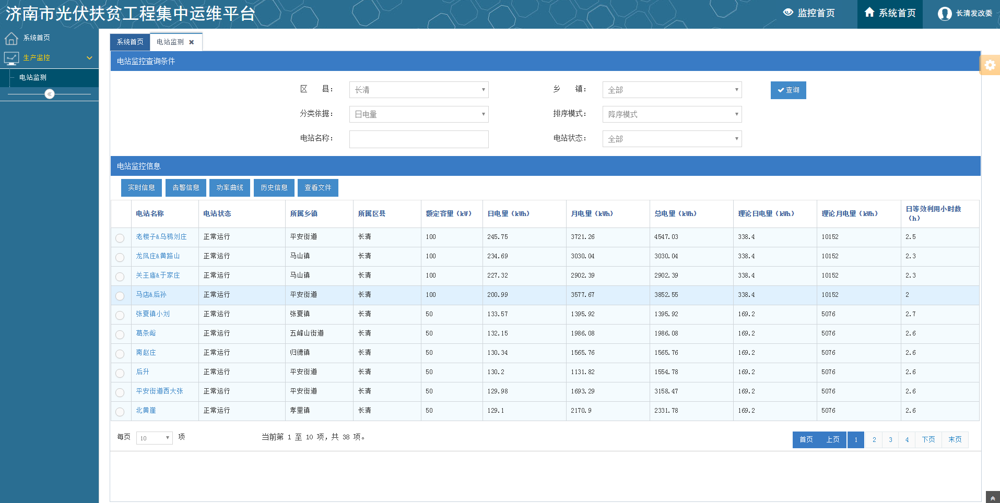 济南市光伏扶贫工程集中运维平台
监控首页 系统首页 长清发改委
系统首页
生产监控
电站监测
系统首页 电站监测
电站监控查询条件
区 县： 长清 乡 镇： 全部 查询
分类依据： 日电量 排序模式： 降序模式
电站名称： 电站状态： 全部
电站监控信息
实时信息 告警信息 功率曲线 历史信息 查看文件
电站名称 电站状态 所属乡镇 所属区县 额定容量（kW） 日电量（kWh） 月电量（kWh） 总电量（kWh） 理论日电量（kWh） 理论月电量（kWh） 日等效利用小时数
（h）
老楼子&乌鸦刘庄 正常运行 平安街道 长清 100 245.75 3721.26 4547.03 338.4 10152 2.5
龙凤庄&黄路山 正常运行 马山镇 长清 100 234.69 3030.04 3030.04 338.4 10152 2.3
关王庙&于家庄 正常运行 马山镇 长清 100 227.32 2902.39 2902.39 338.4 10152 2.3
马店&后孙 正常运行 平安街道 长清 100 200.99 3577.67 3852.55 338.4 10152 2
张夏镇小刘 正常运行 张夏镇 长清 50 133.57 1395.92 1395.92 169.2 5076 2.7
葛条峪 正常运行 五峰山街道 长清 50 132.15 1986.08 1986.08 169.2 5076 2.6
南赵庄 正常运行 归德镇 长清 50 130.34 1565.76 1565.76 169.2 5076 2.6
后升 正常运行 平安街道 长清 50 130.2 1131.82 1554.78 169.2 5076 2.6
平安街道西大张 正常运行 平安街道 长清 50 129.98 1693.29 3158.47 169.2 5076 2.6
北黄崖 正常运行 孝里镇 长清 50 129.1 2170.9 2331.78 169.2 5076 2.6
每页 10 项 当前第 1 至 10 项，共 38 项。 首页 上页 1 2 3 4 下页 末页